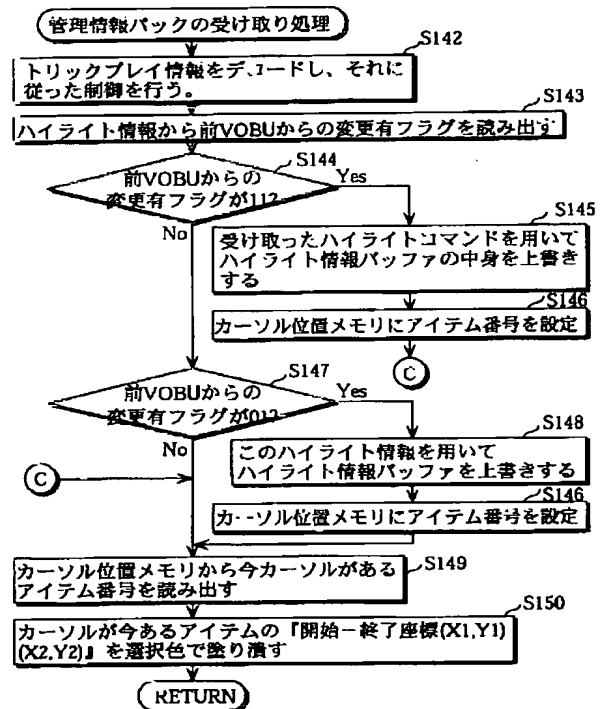 管理情報パックの受け取り処理
S142
トリックプレイ情報をデコードし、それに
従った制御を行う。
S143
ハイライト情報から前VOBUからの変更有フラグを読み出す
S144
前VOBUからの
変更有フラグが11?
Yes
No
S145
受け取ったハイライトコマンドを用いて
ハイライト情報バッファの中身を上書き
する
S146
カーソル位置メモリにアイテム番号を設定
C
S147
前VOBUからの
変更有フラグが01?
Yes
No
S148
このハイライト情報を用いて
ハイライト情報バッファを上書きする
S146
カーソル位置メモリにアイテム番号を設定
C
S149
カーソル位置メモリから今カーソルがある
アイテム番号を読み出す
S150
カーソルが今あるアイテムの『開始－終了座標(X1,Y1)
(X2,Y2)』を選択色で塗り潰す
RETURN